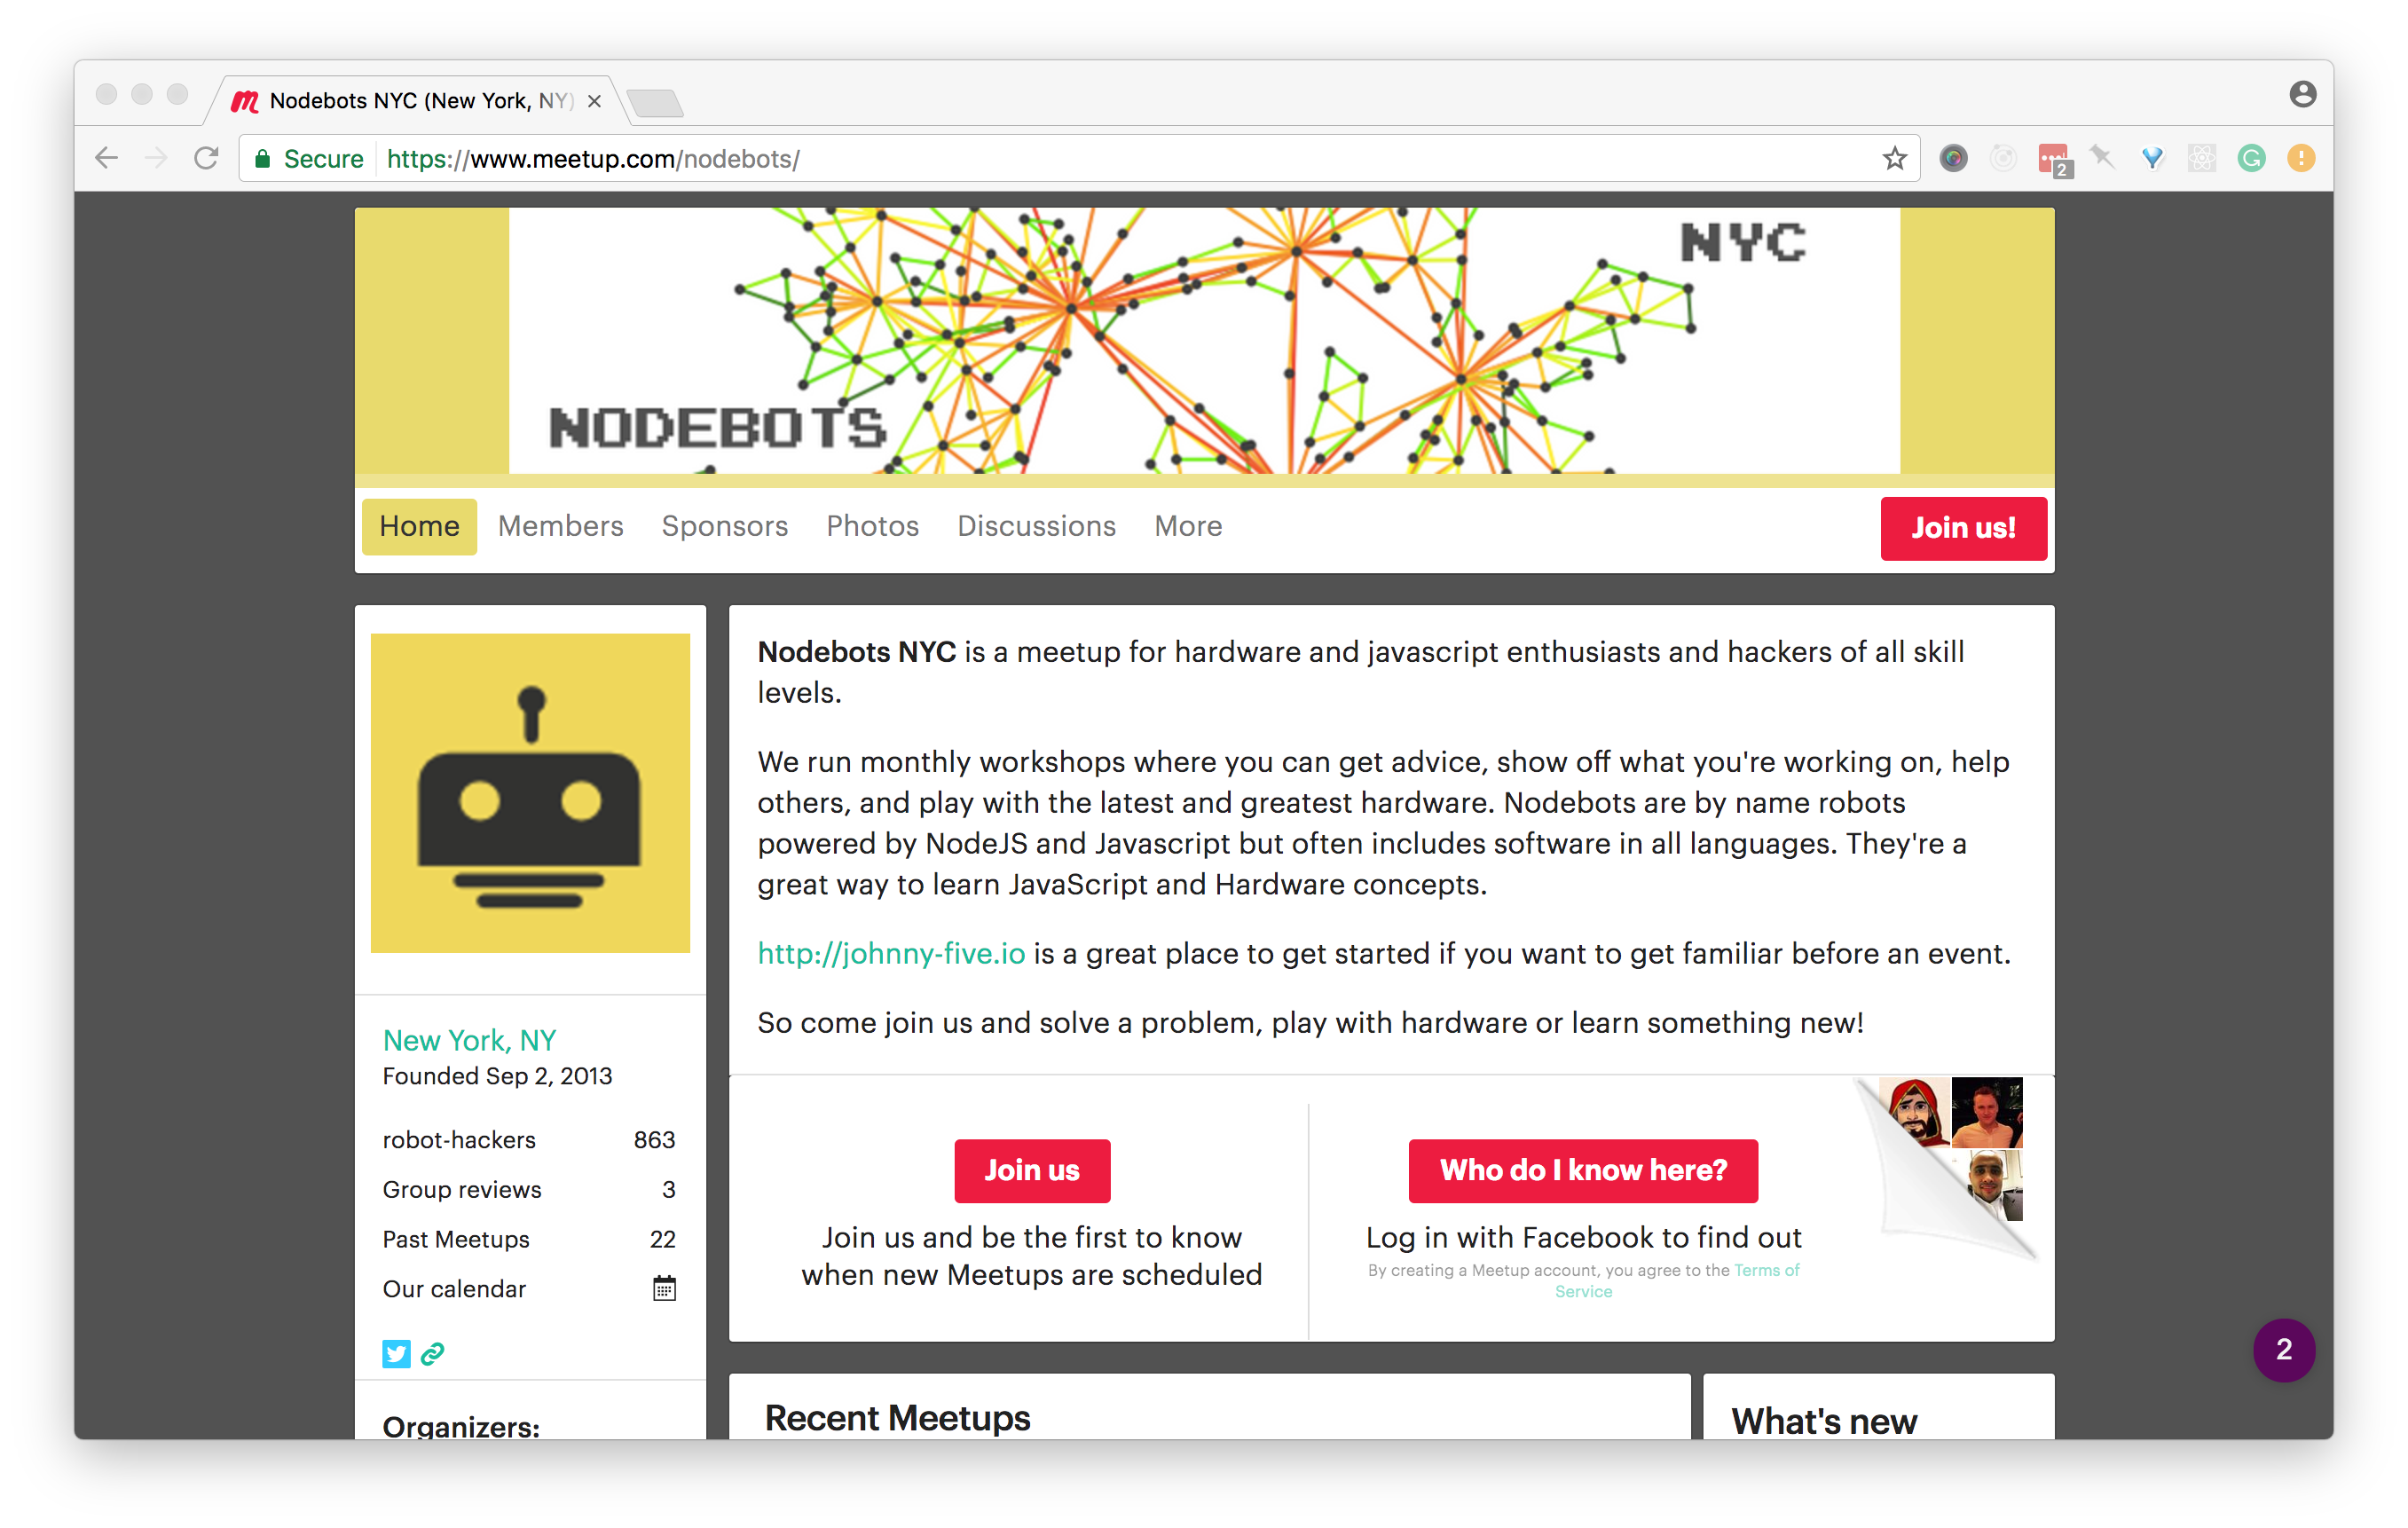 Nodebots NYC (New York, NY)
Secure https://www.meetup.com/nodebots/
2
NYC
NODEBOTS
Home Members Sponsors Photos Discussions More Join us!
Nodebots NYC is a meetup for hardware and javascript enthusiasts and hackers of all skill
levels.
We run monthly workshops where you can get advice, show off what you're working on, help
others, and play with the latest and greatest hardware. Nodebots are by name robots
powered by NodeJS and Javascript but often includes software in all languages. They're a
great way to learn JavaScript and Hardware concepts.
http://johnny-five.io is a great place to get started if you want to get familiar before an event.
So come join us and solve a problem, play with hardware or learn something new!
New York, NY
Founded Sep 2, 2013
robot-hackers 863
Group reviews 3
Past Meetups 22
Our calendar
Organizers:
Join us
Join us and be the first to know
when new Meetups are scheduled
Who do I know here?
Log in with Facebook to find out
By creating a Meetup account, you agree to the Terms of
Service
Recent Meetups
What's new
2